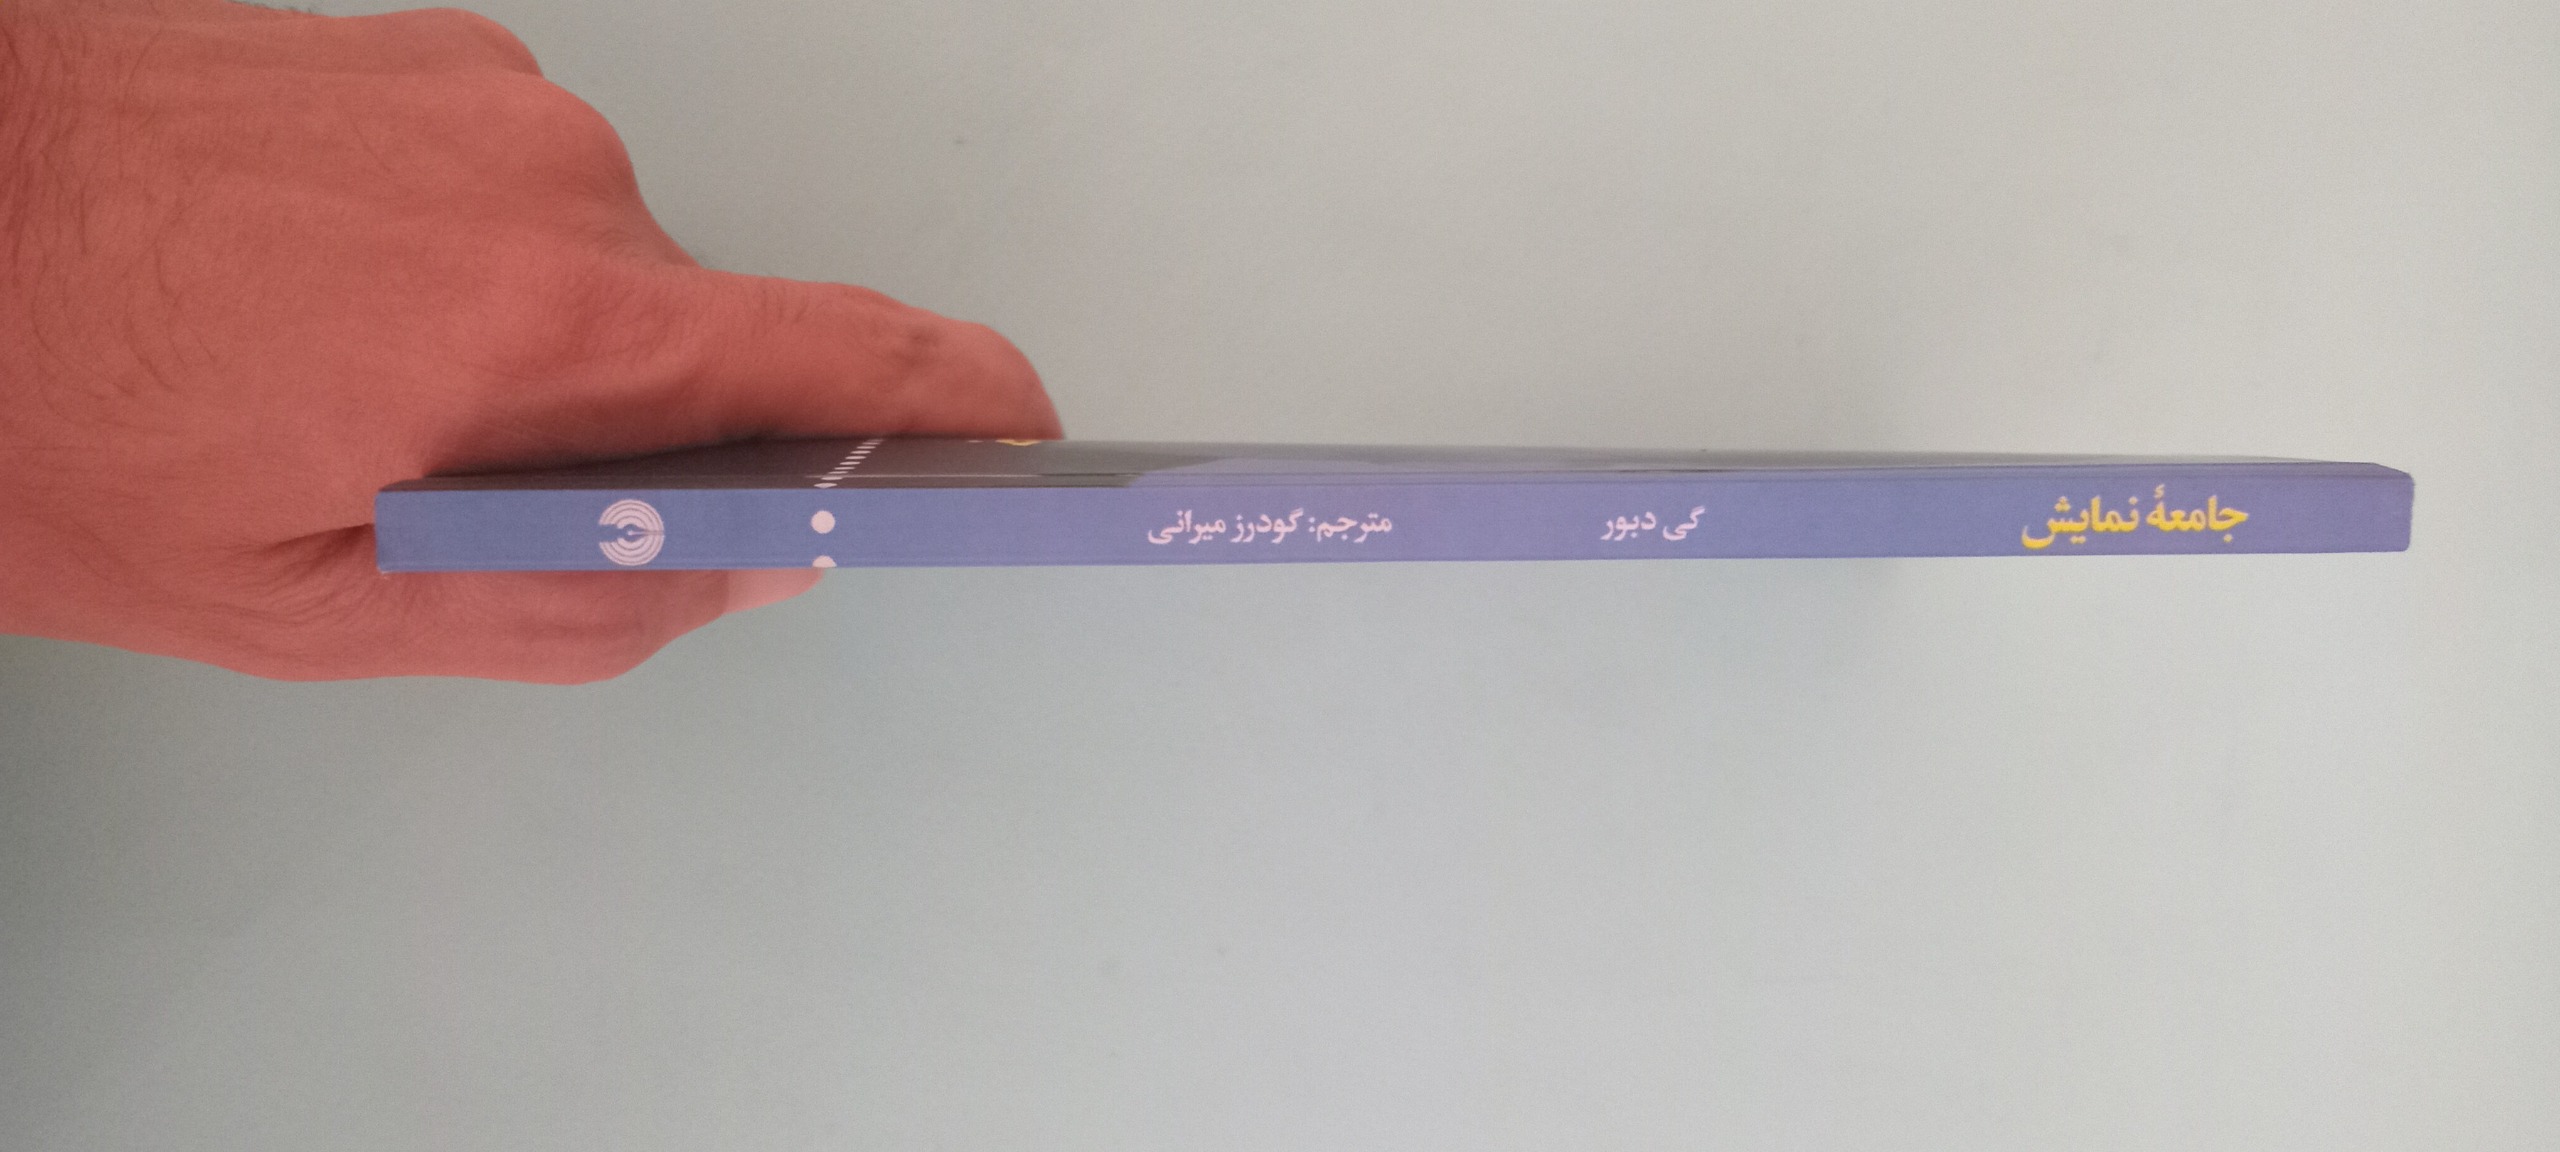 جامعهٔ نمایش
گی دبور
مترجم: گودرز میرانی